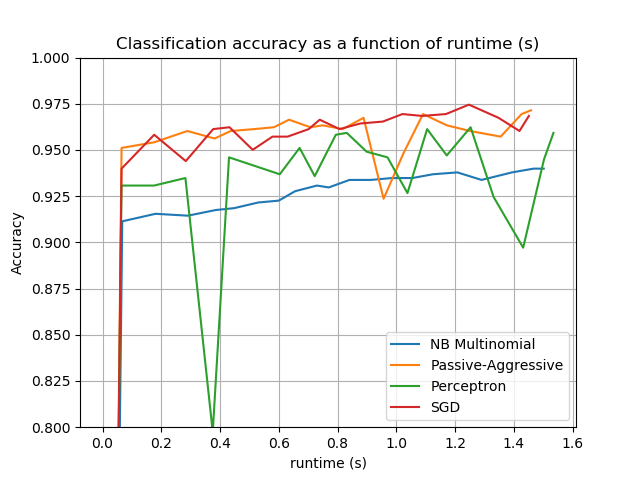 Classification accuracy as a function of runtime (s)
1.000
0.975
0.950
0.925
0.900
0.875
0.850
0.825
0.800
Accuracy
NB Multinomial
Passive-Aggressive
Perceptron
SGD
0.0 0.2 0.4 0.6 0.8 1.0 1.2 1.4 1.6
runtime (s)